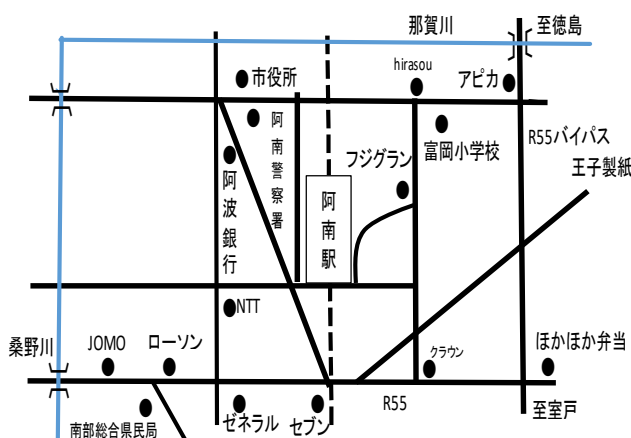 那賀川
至徳島
hirasou
アピカ
市役所
阿南警察署
富岡小学校
R55バイパス
フジグラン
王子製紙
阿波銀行
阿南駅
NTT
桑野川
JOMO
ローソン
クラウン
ほかほか弁当
R55
至室戸
南部総合県民局
ゼネラル
セブン